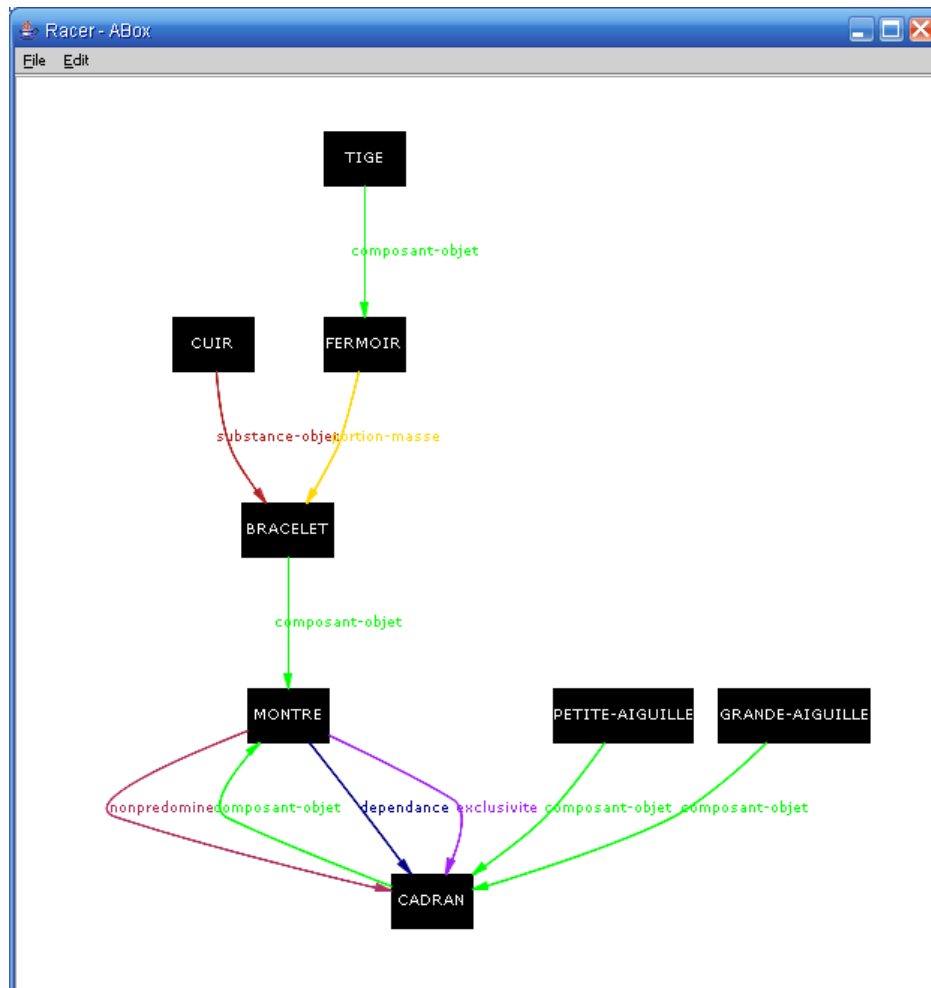 Racer - ABox
File Edit
TIGE
composant-objet
CUIR
FERMOIR
substance-objet
portion-masse
BRACELET
composant-objet
MONTRE
PETITE-AIGUILLE
GRANDE-AIGUILLE
nonpredomine
composant-objet
dependance
exclusivite
composant-objet
composant-objet
CADRAN